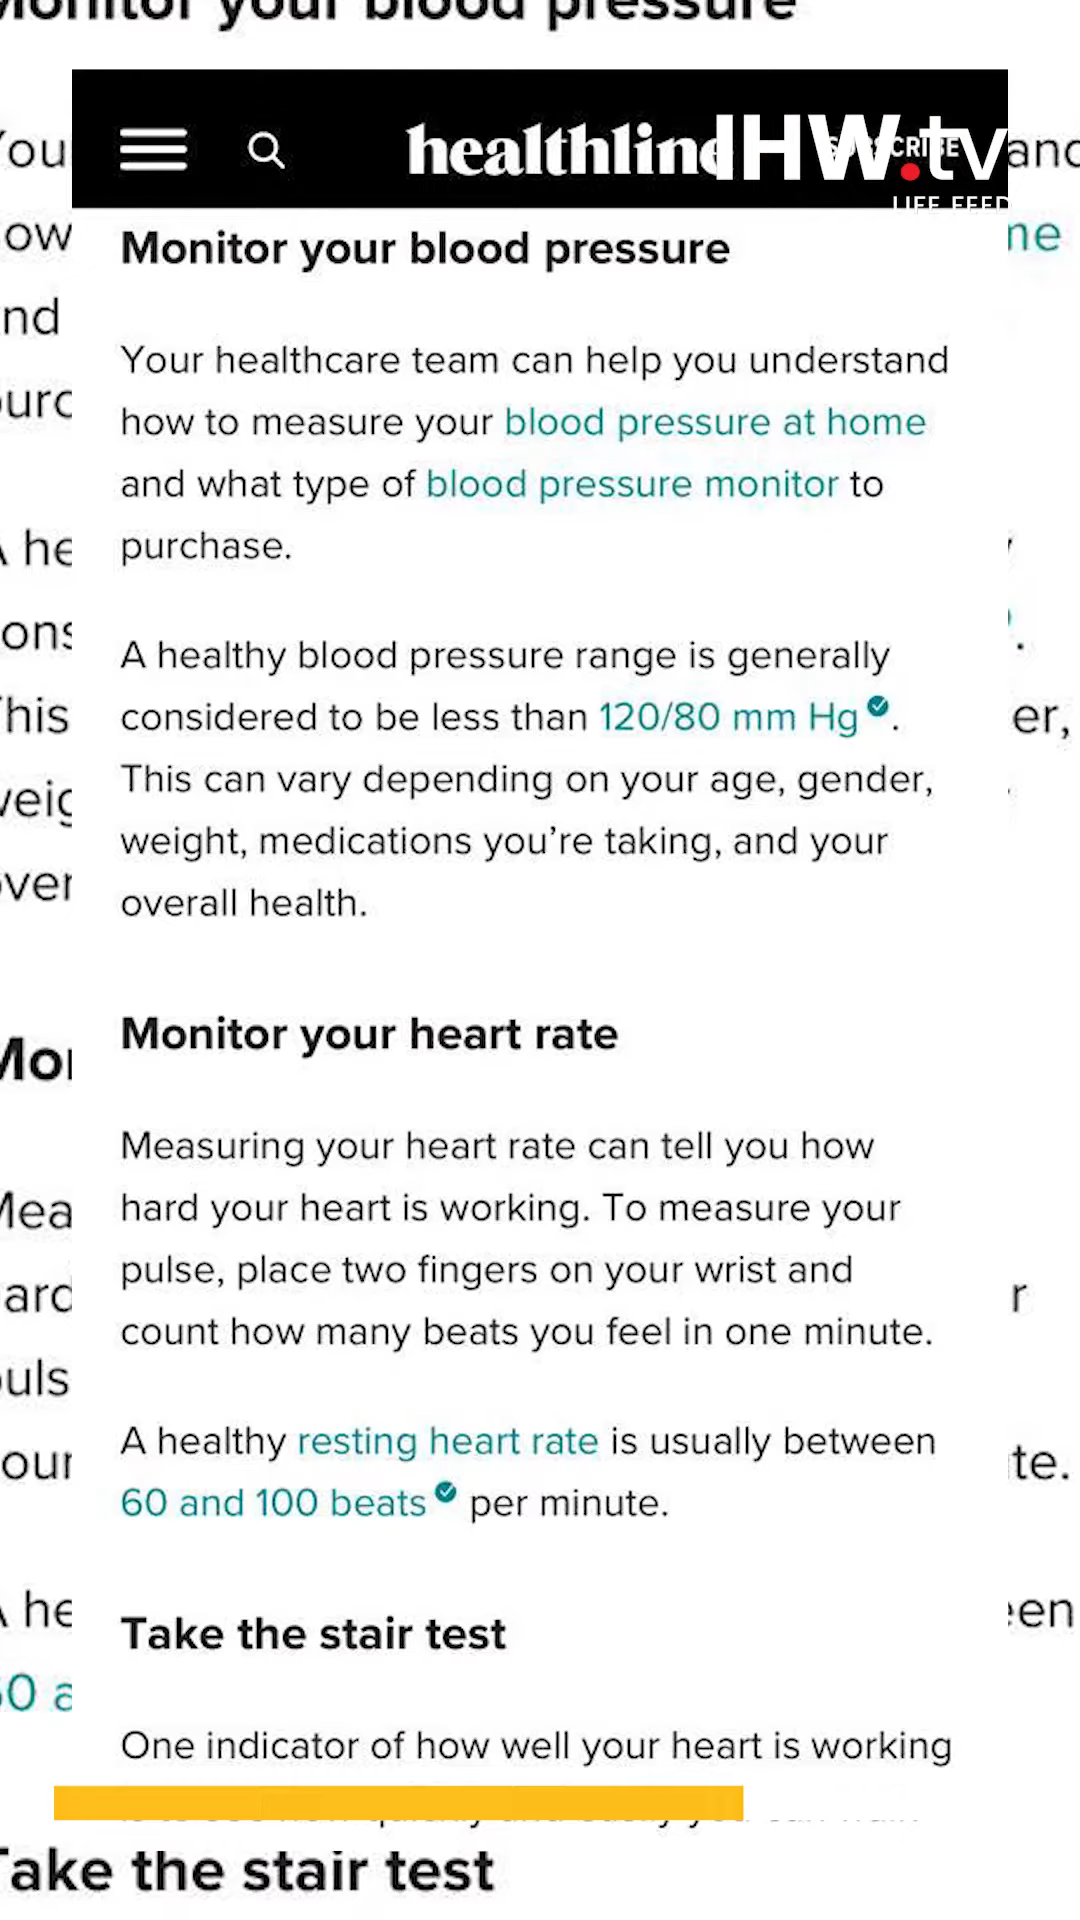 Monitor your blood pressure
healthline
IHW.tv
SUBSCRIBE
LIFE FEED
Monitor your blood pressure
Your healthcare team can help you understand
how to measure your blood pressure at home
and what type of blood pressure monitor to
purchase.
A healthy blood pressure range is generally
considered to be less than 120/80 mm Hg.
This can vary depending on your age, gender,
weight, medications you’re taking, and your
overall health.
Monitor your heart rate
Measuring your heart rate can tell you how
hard your heart is working. To measure your
pulse, place two fingers on your wrist and
count how many beats you feel in one minute.
A healthy resting heart rate is usually between
60 and 100 beats per minute.
Take the stair test
One indicator of how well your heart is working
Take the stair test